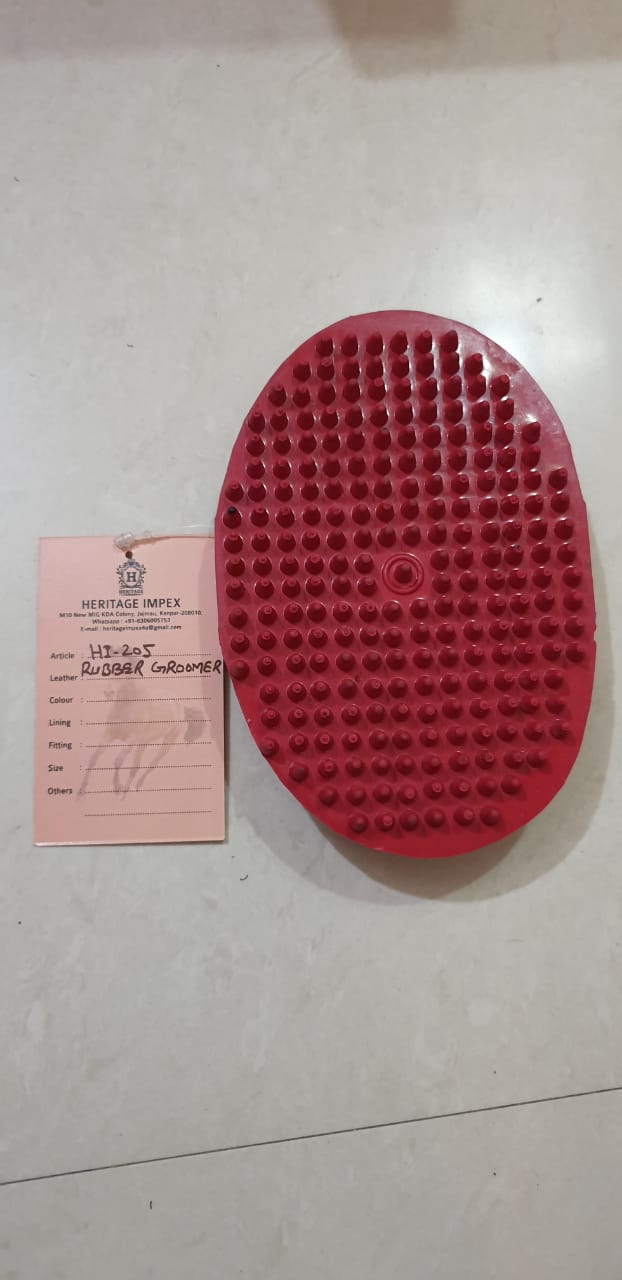 H
HERITAGE
HERITAGE IMPEX
M10 New MIG KDA Colony, Jajmau, Kanpur-208010,
Whatsapp : +91-6306005753
E-mail : heritageimpex4u@gmail.com
Article : HI-205
RUBBER GROOMER
Leather :
Colour :
Lining :
Fitting :
Size :
Others :